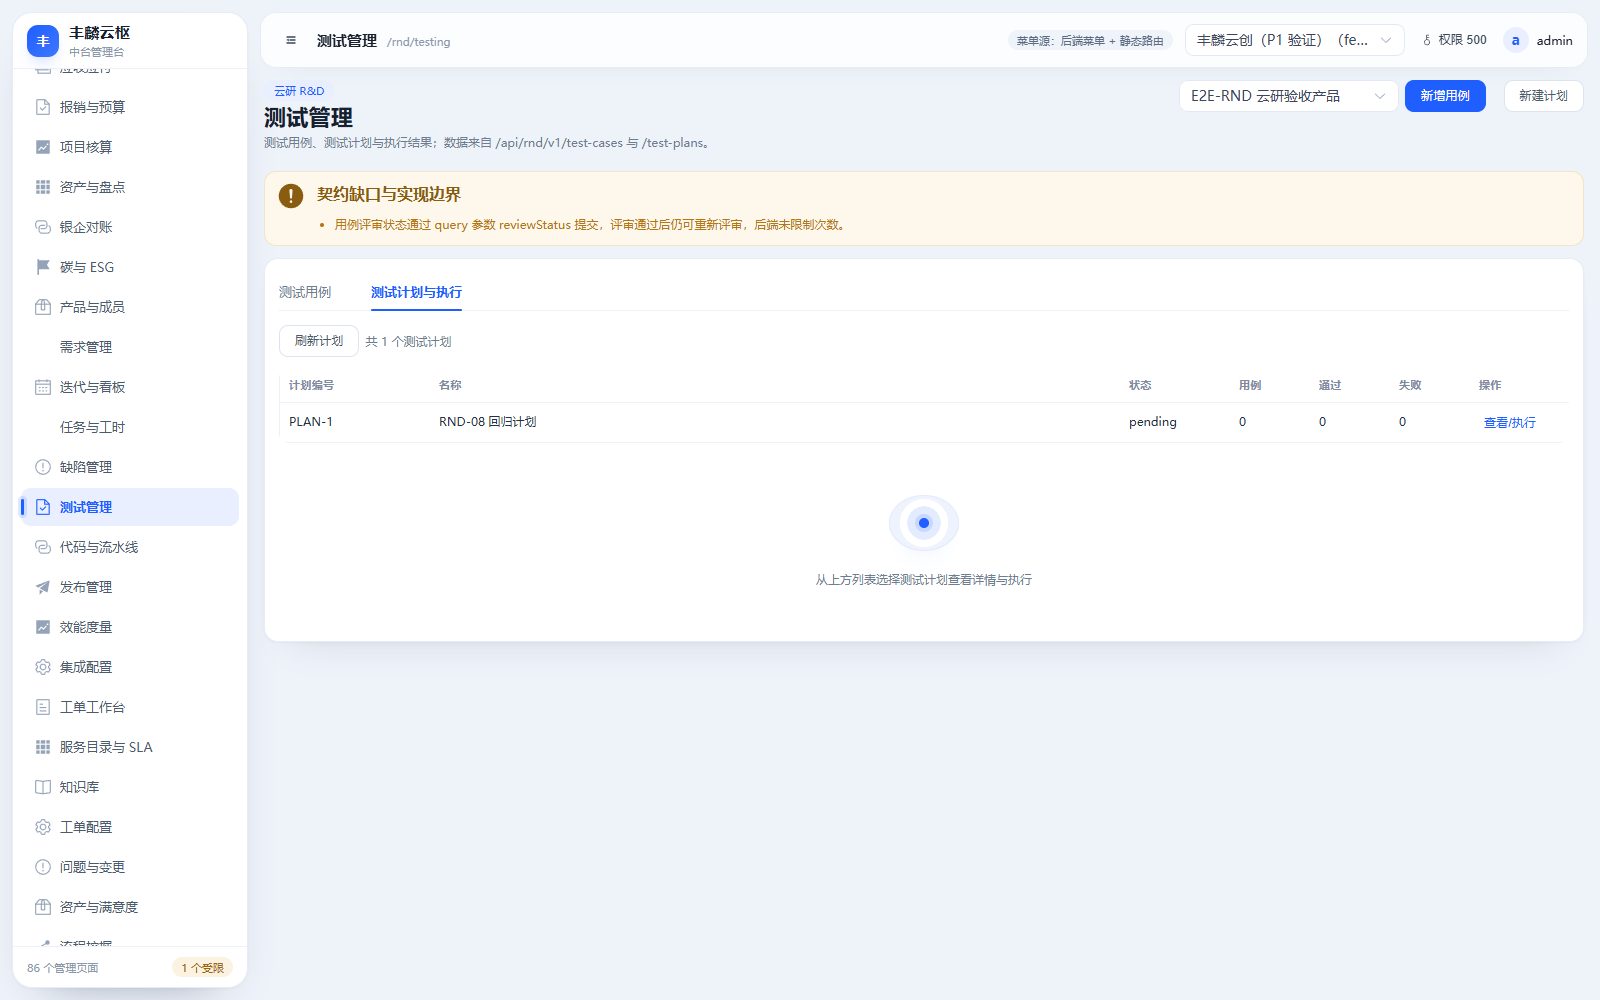 丰
丰麟云枢
中台管理台
应收应付
报销与预算
项目核算
资产与盘点
银企对账
碳与 ESG
产品与成员
需求管理
迭代与看板
任务与工时
缺陷管理
测试管理
代码与流水线
发布管理
效能度量
集成配置
工单工作台
服务目录与 SLA
知识库
工单配置
问题与变更
资产与满意度
流程挖掘
86 个管理页面
1 个受限
测试管理 /rnd/testing
菜单源：后端菜单 + 静态路由
丰麟云创（P1 验证）（fe...
权限 500
a
admin
云研 R&D
测试管理
测试用例、测试计划与执行结果；数据来自 /api/rnd/v1/test-cases 与 /test-plans。
E2E-RND 云研验收产品
新增用例
新建计划
契约缺口与实现边界
• 用例评审状态通过 query 参数 reviewStatus 提交，评审通过后仍可重新评审，后端未限制次数。
测试用例 测试计划与执行
刷新计划 共 1 个测试计划
计划编号 名称 状态 用例 通过 失败 操作
PLAN-1 RND-08 回归计划 pending 0 0 0 查看/执行
从上方列表选择测试计划查看详情与执行